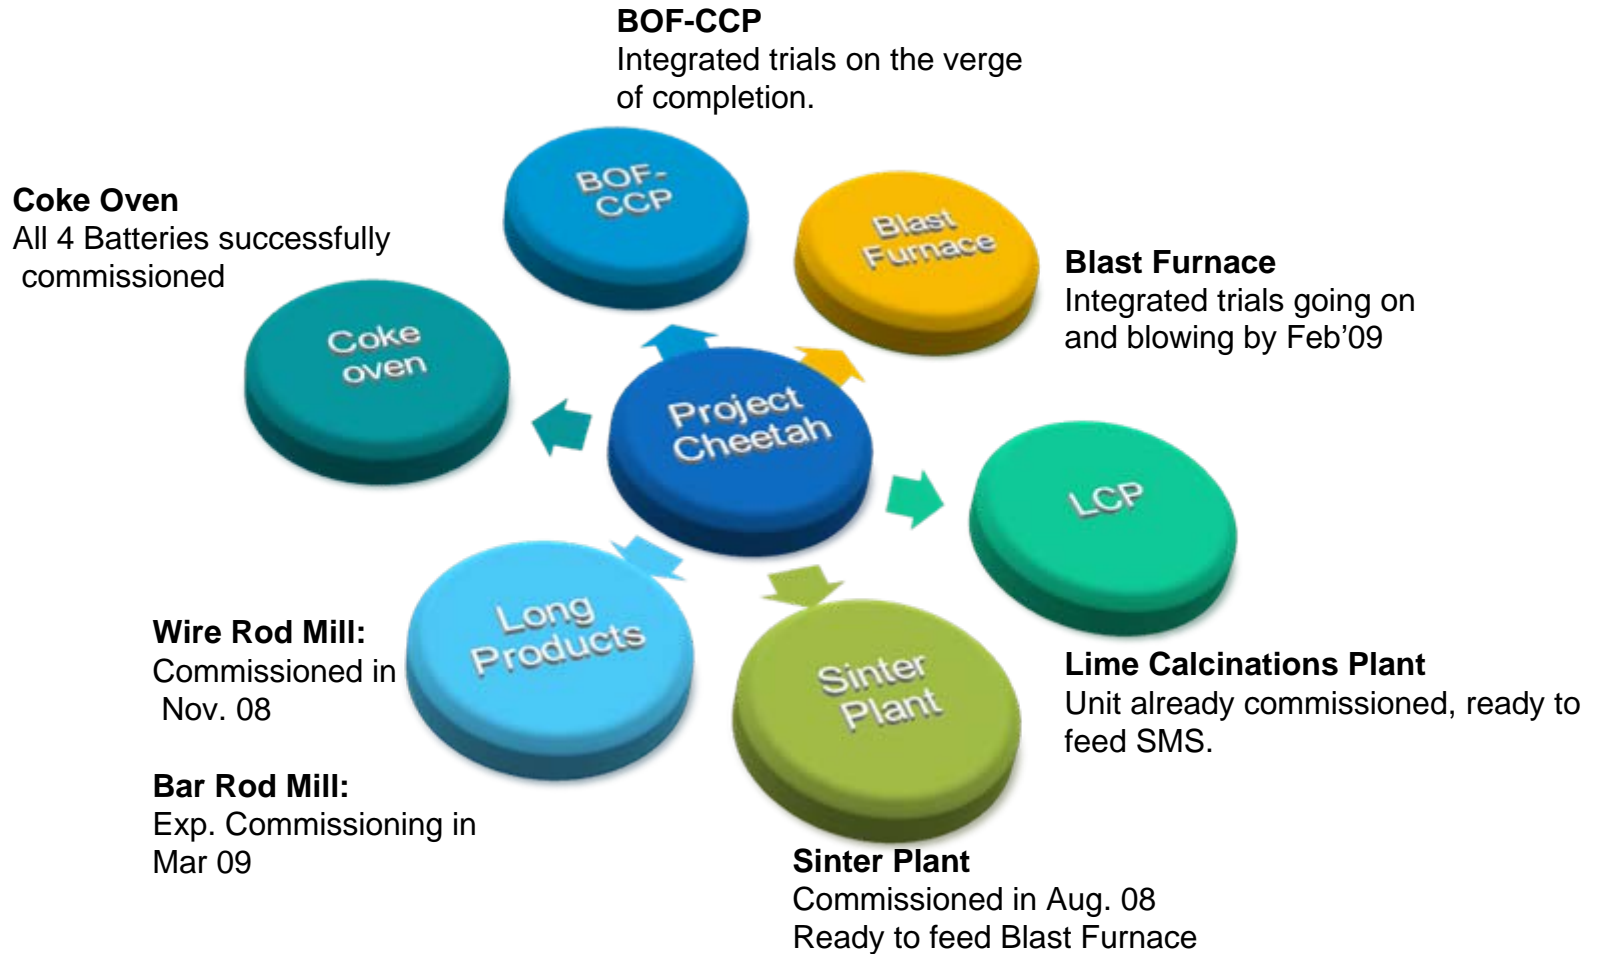 BOF-CCP
Integrated trials on the verge
of completion.
BOF-
CCP
Coke Oven
All 4 Batteries successfully
commissioned
Blast
Furnace
Blast Furnace
Integrated trials going on
and blowing by Feb’09
Coke
oven
Project
Cheetah
LCP
Long
Products
Wire Rod Mill:
Commissioned in
Nov. 08
Bar Rod Mill:
Exp. Commissioning in
Mar 09
Sinter
Plant
Lime Calcinations Plant
Unit already commissioned, ready to
feed SMS.
Sinter Plant
Commissioned in Aug. 08
Ready to feed Blast Furnace